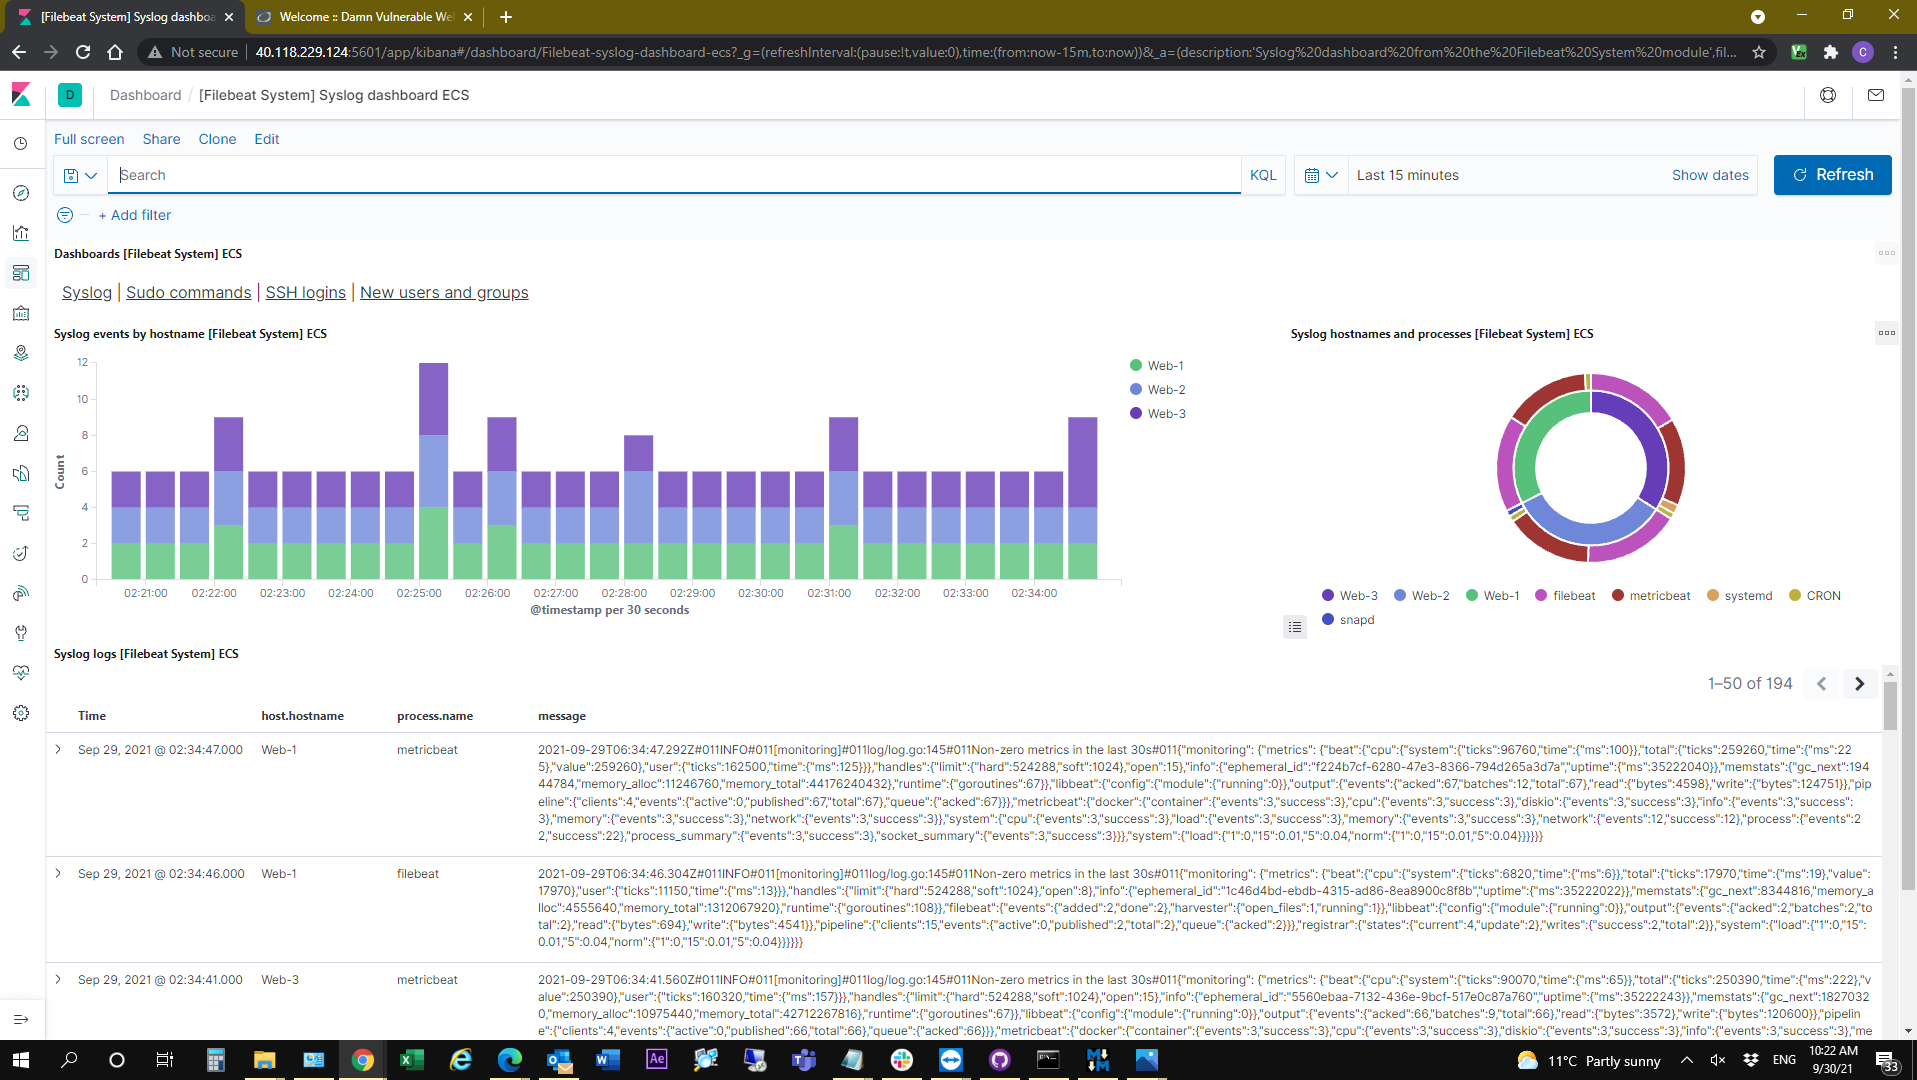 [Filebeat System] Syslog dashboa
Welcome :: Damn Vulnerable We
Not secure
40.118.229.124:5601/app/kibana#/dashboard/Filebeat-syslog-dashboard-ecs?_g=(refreshInterval:(pause:!t,value:0),time:(from:now-15m,to:now))&_a=(description:'Syslog%20dashboard%20from%20the%20Filebeat%20System%20module',fil...
C
D
Dashboard / [Filebeat System] Syslog dashboard ECS
Full screen Share Clone Edit
Search
KQL
Last 15 minutes
Show dates
Refresh
+ Add filter
Dashboards [Filebeat System] ECS
Syslog | Sudo commands | SSH logins | New users and groups
Syslog events by hostname [Filebeat System] ECS
12
10
8
6
4
2
0
Count
02:21:00 02:22:00 02:23:00 02:24:00 02:25:00 02:26:00 02:27:00 02:28:00 02:29:00 02:30:00 02:31:00 02:32:00 02:33:00 02:34:00
@timestamp per 30 seconds
Web-1
Web-2
Web-3
Syslog hostnames and processes [Filebeat System] ECS
Web-3 Web-2 Web-1 filebeat metricbeat systemd CRON
snapd
Syslog logs [Filebeat System] ECS
1–50 of 194
Time host.hostname process.name message
Sep 29, 2021 @ 02:34:47.000 Web-1 metricbeat 2021-09-29T06:34:47.292Z#011INFO#011[monitoring]#011log/log.go:145#011Non-zero metrics in the last 30s#011{"monitoring": {"metrics": {"beat":{"cpu":{"system":{"ticks":96760,"time":{"ms":100}},"total":{"ticks":259260,"time":{"ms":22
5},"value":259260},"user":{"ticks":162500,"time":{"ms":125}}},"handles":{"limit":{"hard":524288,"soft":1024},"open":15},"info":{"ephemeral_id":"f224b7cf-6280-47e3-8366-794d265a3d7a","uptime":{"ms":35222040}},"memstats":{"gc_next":194
44784,"memory_alloc":11246760,"memory_total":44176240432},"runtime":{"goroutines":67}},"libbeat":{"config":{"module":{"running":0}},"output":{"events":{"acked":67,"batches":12,"total":67},"read":{"bytes":4598},"write":{"bytes":124751}},"pip
eline":{"clients":4,"events":{"active":0,"published":67,"total":67},"queue":{"acked":67}}},"metricbeat":{"docker":{"container":{"events":3,"success":3},"cpu":{"events":3,"success":3},"diskio":{"events":3,"success":3},"info":{"events":3,"success":
3},"memory":{"events":3,"success":3},"network":{"events":3,"success":3}},"system":{"cpu":{"events":3,"success":3},"load":{"events":3,"success":3},"memory":{"events":3,"success":3},"network":{"events":12,"success":12},"process":{"events":2
2,"success":22},"process_summary":{"events":3,"success":3},"socket_summary":{"events":3,"success":3}}},"system":{"load":{"1":0,"15":0.01,"5":0.04,"norm":{"1":0,"15":0.01,"5":0.04}}}}}}
Sep 29, 2021 @ 02:34:46.000 Web-1 filebeat 2021-09-29T06:34:46.304Z#011INFO#011[monitoring]#011log/log.go:145#011Non-zero metrics in the last 30s#011{"monitoring": {"metrics": {"beat":{"cpu":{"system":{"ticks":6820,"time":{"ms":6}},"total":{"ticks":17970,"time":{"ms":19},"value":
17970},"user":{"ticks":11150,"time":{"ms":13}}},"handles":{"limit":{"hard":524288,"soft":1024},"open":8},"info":{"ephemeral_id":"1c46d4bd-ebdb-4315-ad86-8ea8900c8f8b","uptime":{"ms":35222022}},"memstats":{"gc_next":8344816,"memory_a
lloc":4555640,"memory_total":1312067920},"runtime":{"goroutines":108}},"filebeat":{"events":{"added":2,"done":2},"harvester":{"open_files":1,"running":1}},"libbeat":{"config":{"module":{"running":0}},"output":{"events":{"acked":2,"batches":2,"to
tal":2},"read":{"bytes":694},"write":{"bytes":4541}},"pipeline":{"clients":15,"events":{"active":0,"published":2,"total":2},"queue":{"acked":2}}},"registrar":{"states":{"current":4,"update":2},"writes":{"success":2,"total":2}},"system":{"load":{"1":0,"15":
0.01,"5":0.04,"norm":{"1":0,"15":0.01,"5":0.04}}}}}}
Sep 29, 2021 @ 02:34:41.000 Web-3 metricbeat 2021-09-29T06:34:41.560Z#011INFO#011[monitoring]#011log/log.go:145#011Non-zero metrics in the last 30s#011{"monitoring": {"metrics": {"beat":{"cpu":{"system":{"ticks":90070,"time":{"ms":65}},"total":{"ticks":250390,"time":{"ms":222},"v
alue":250390},"user":{"ticks":160320,"time":{"ms":157}}},"handles":{"limit":{"hard":524288,"soft":1024},"open":15},"info":{"ephemeral_id":"5560ebaa-7132-436e-9bcf-517e0c87a760","uptime":{"ms":35222243}},"memstats":{"gc_next":1827032
0,"memory_alloc":10975440,"memory_total":42712267816},"runtime":{"goroutines":67}},"libbeat":{"config":{"module":{"running":0}},"output":{"events":{"acked":66,"batches":9,"total":66},"read":{"bytes":3572},"write":{"bytes":120600}},"pipelin
e":{"clients":4,"events":{"active":0,"published":66,"total":66},"queue":{"acked":66}}},"metricbeat":{"docker":{"container":{"events":3,"success":3},"cpu":{"events":3,"success":3},"diskio":{"events":3,"success":3},"info":{"events":3,"success":3},"me
11°C Partly sunny
ENG
10:22 AM
9/30/21
33